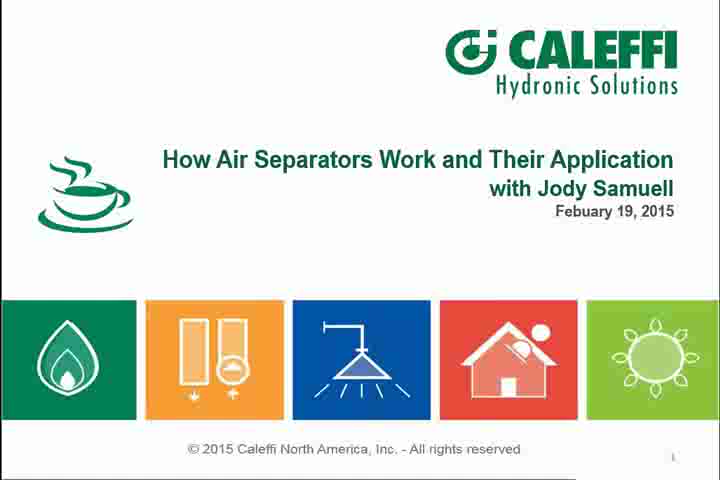 CALEFFI
Hydronic Solutions
How Air Separators Work and Their Application
with Jody Samuell
Febuary 19, 2015
© 2015 Caleffi North America, Inc. - All rights reserved
1